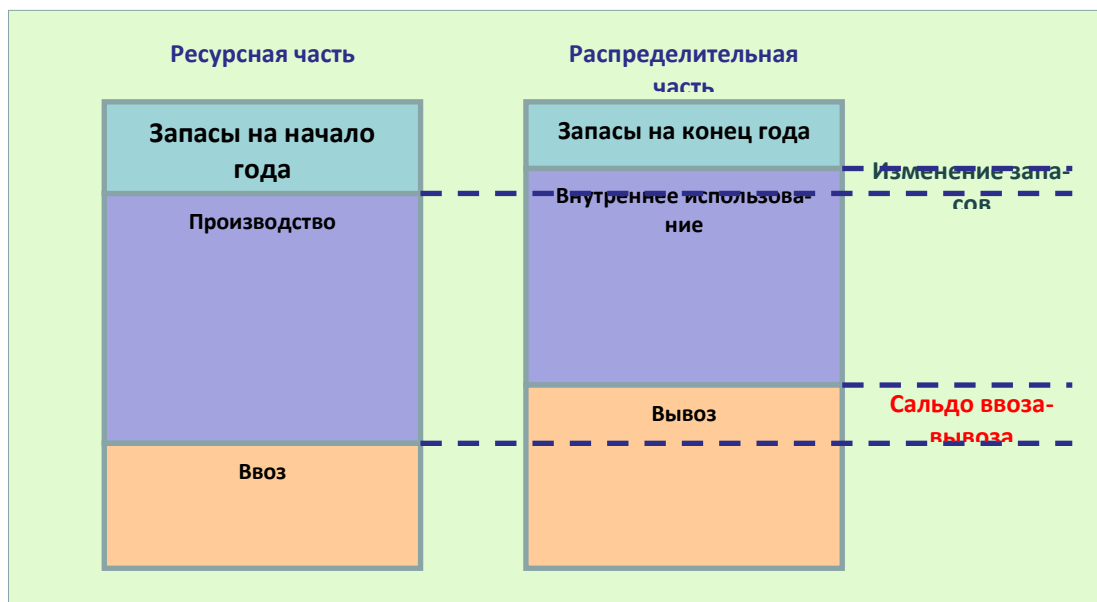 Ресурсная часть
Распределительная
часть
Запасы на начало
года
Запасы на конец года
Изменение запа-
сов
Производство
Внутреннее использова-
ние
Сальдо ввоза-
вывоза
Вывоз
Ввоз